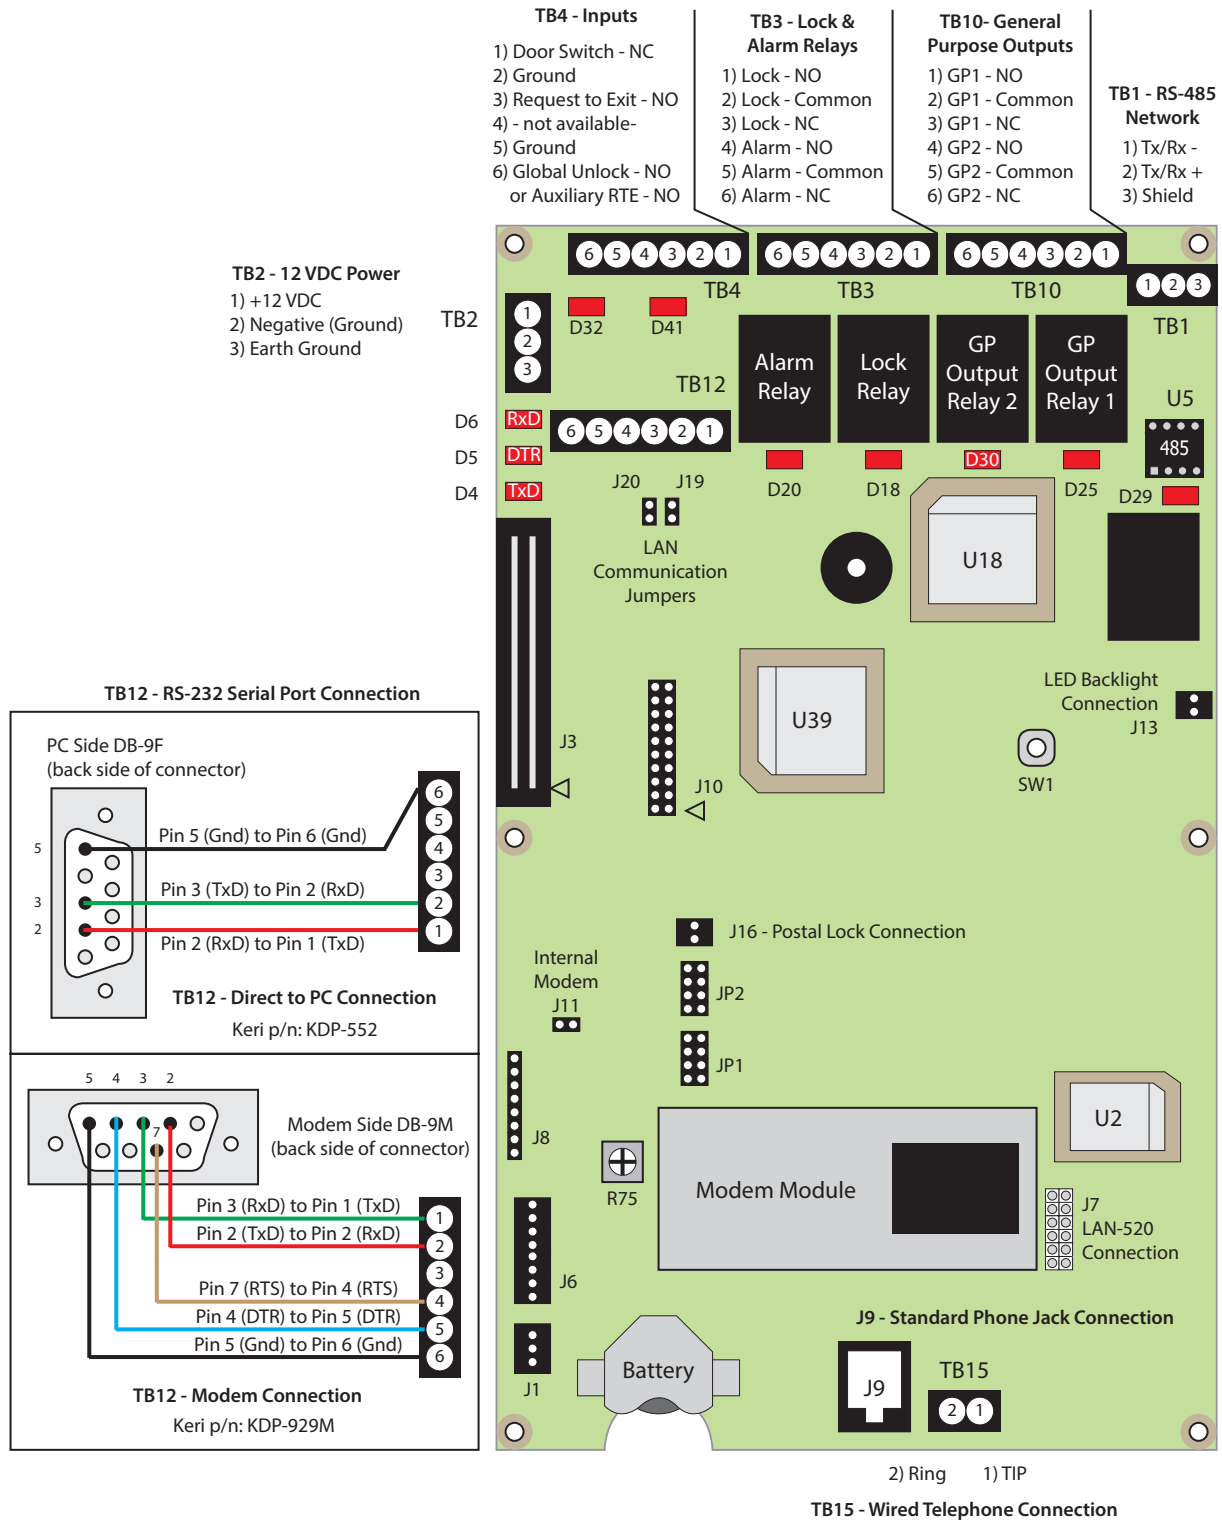 TB4 - Inputs
1) Door Switch - NC
2) Ground
3) Request to Exit - NO
4) - not available-
5) Ground
6) Global Unlock - NO
or Auxiliary RTE - NO
TB3 - Lock &
Alarm Relays
1) Lock - NO
2) Lock - Common
3) Lock - NC
4) Alarm - NO
5) Alarm - Common
6) Alarm - NC
TB10- General
Purpose Outputs
1) GP1 - NO
2) GP1 - Common
3) GP1 - NC
4) GP2 - NO
5) GP2 - Common
6) GP2 - NC
TB1 - RS-485
Network
1) Tx/Rx -
2) Tx/Rx +
3) Shield
TB2 - 12 VDC Power
1) +12 VDC
2) Negative (Ground)
3) Earth Ground
6 5 4 3 2 1
TB4
6 5 4 3 2 1
TB3
6 5 4 3 2 1
TB10
1 2 3
TB1
TB2
1
2
3
D32
D41
TB12
6 5 4 3 2 1
Alarm
Relay
Lock
Relay
GP
Output
Relay 2
GP
Output
Relay 1
U5
485
D6
RxD
D5
DTR
D4
TxD
D20
D18
D30
D25
D29
J20
J19
LAN
Communication
Jumpers
U18
U39
LED Backlight
Connection
J13
SW1
J3
J10
TB12 - RS-232 Serial Port Connection
PC Side DB-9F
(back side of connector)
5
3
2
Pin 5 (Gnd) to Pin 6 (Gnd)
Pin 3 (TxD) to Pin 2 (RxD)
Pin 2 (RxD) to Pin 1 (TxD)
6
5
4
3
2
1
TB12 - Direct to PC Connection
Keri p/n: KDP-552
5 4 3 2
7
Modem Side DB-9M
(back side of connector)
Pin 3 (RxD) to Pin 1 (TxD)
Pin 2 (TxD) to Pin 2 (RxD)
Pin 7 (RTS) to Pin 4 (RTS)
Pin 4 (DTR) to Pin 5 (DTR)
Pin 5 (Gnd) to Pin 6 (Gnd)
1
2
3
4
5
6
TB12 - Modem Connection
Keri p/n: KDP-929M
J16 - Postal Lock Connection
Internal
Modem
J11
JP2
JP1
J8
R75
Modem Module
U2
J7
LAN-520
Connection
J6
J1
Battery
J9 - Standard Phone Jack Connection
J9
TB15
2 1
2) Ring
1) TIP
TB15 - Wired Telephone Connection